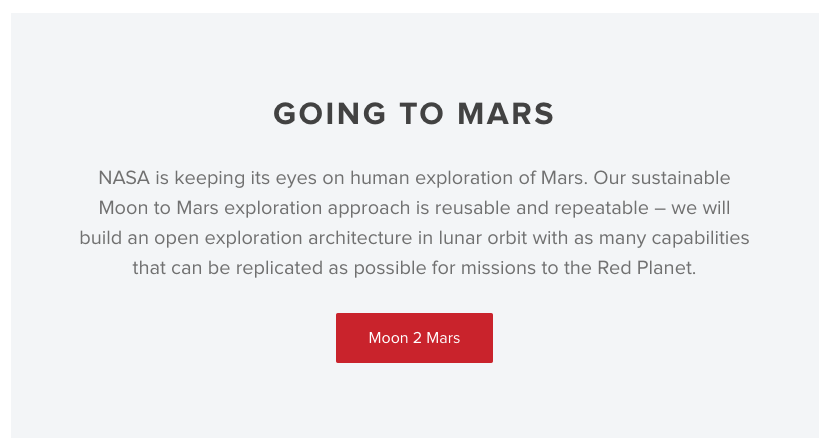 GOING TO MARS
NASA is keeping its eyes on human exploration of Mars. Our sustainable
Moon to Mars exploration approach is reusable and repeatable – we will
build an open exploration architecture in lunar orbit with as many capabilities
that can be replicated as possible for missions to the Red Planet.
Moon 2 Mars